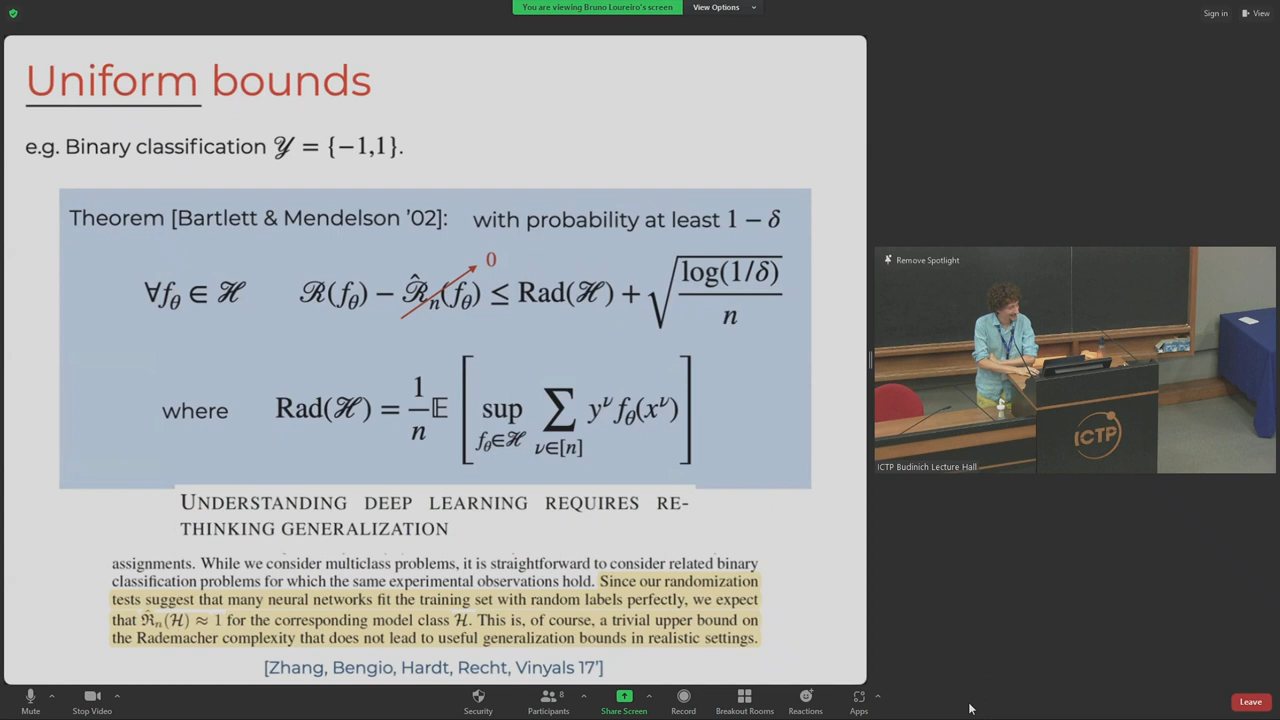 You are viewing Bruno Loureiro's screen
View Options
Sign in
View
Uniform bounds
e.g. Binary classification 𝒴 = {−1,1}.
Theorem [Bartlett & Mendelson '02]: with probability at least 1 − δ
0
∀f_θ ∈ ℋ ℛ(f_θ) − ℛ̂_n(f_θ) ≤ Rad(ℋ) + √(log(1/δ)/n)
where Rad(ℋ) = 1/n 𝔼 [ sup_{f_θ∈ℋ} ∑_{ν∈[n]} y^ν f_θ(x^ν) ]
UNDERSTANDING DEEP LEARNING REQUIRES RE-
THINKING GENERALIZATION
assignments. While we consider multiclass problems, it is straightforward to consider related binary
classification problems for which the same experimental observations hold. Since our randomization
tests suggest that many neural networks fit the training set with random labels perfectly, we expect
that ℜ̂_n(ℋ) ≈ 1 for the corresponding model class ℋ. This is, of course, a trivial upper bound on
the Rademacher complexity that does not lead to useful generalization bounds in realistic settings.
[Zhang, Bengio, Hardt, Recht, Vinyals 17']
Remove Spotlight
ICTP
ICTP Budinich Lecture Hall
Mute
Stop Video
Security
Participants
8
Share Screen
Record
Breakout Rooms
Reactions
Apps
Leave